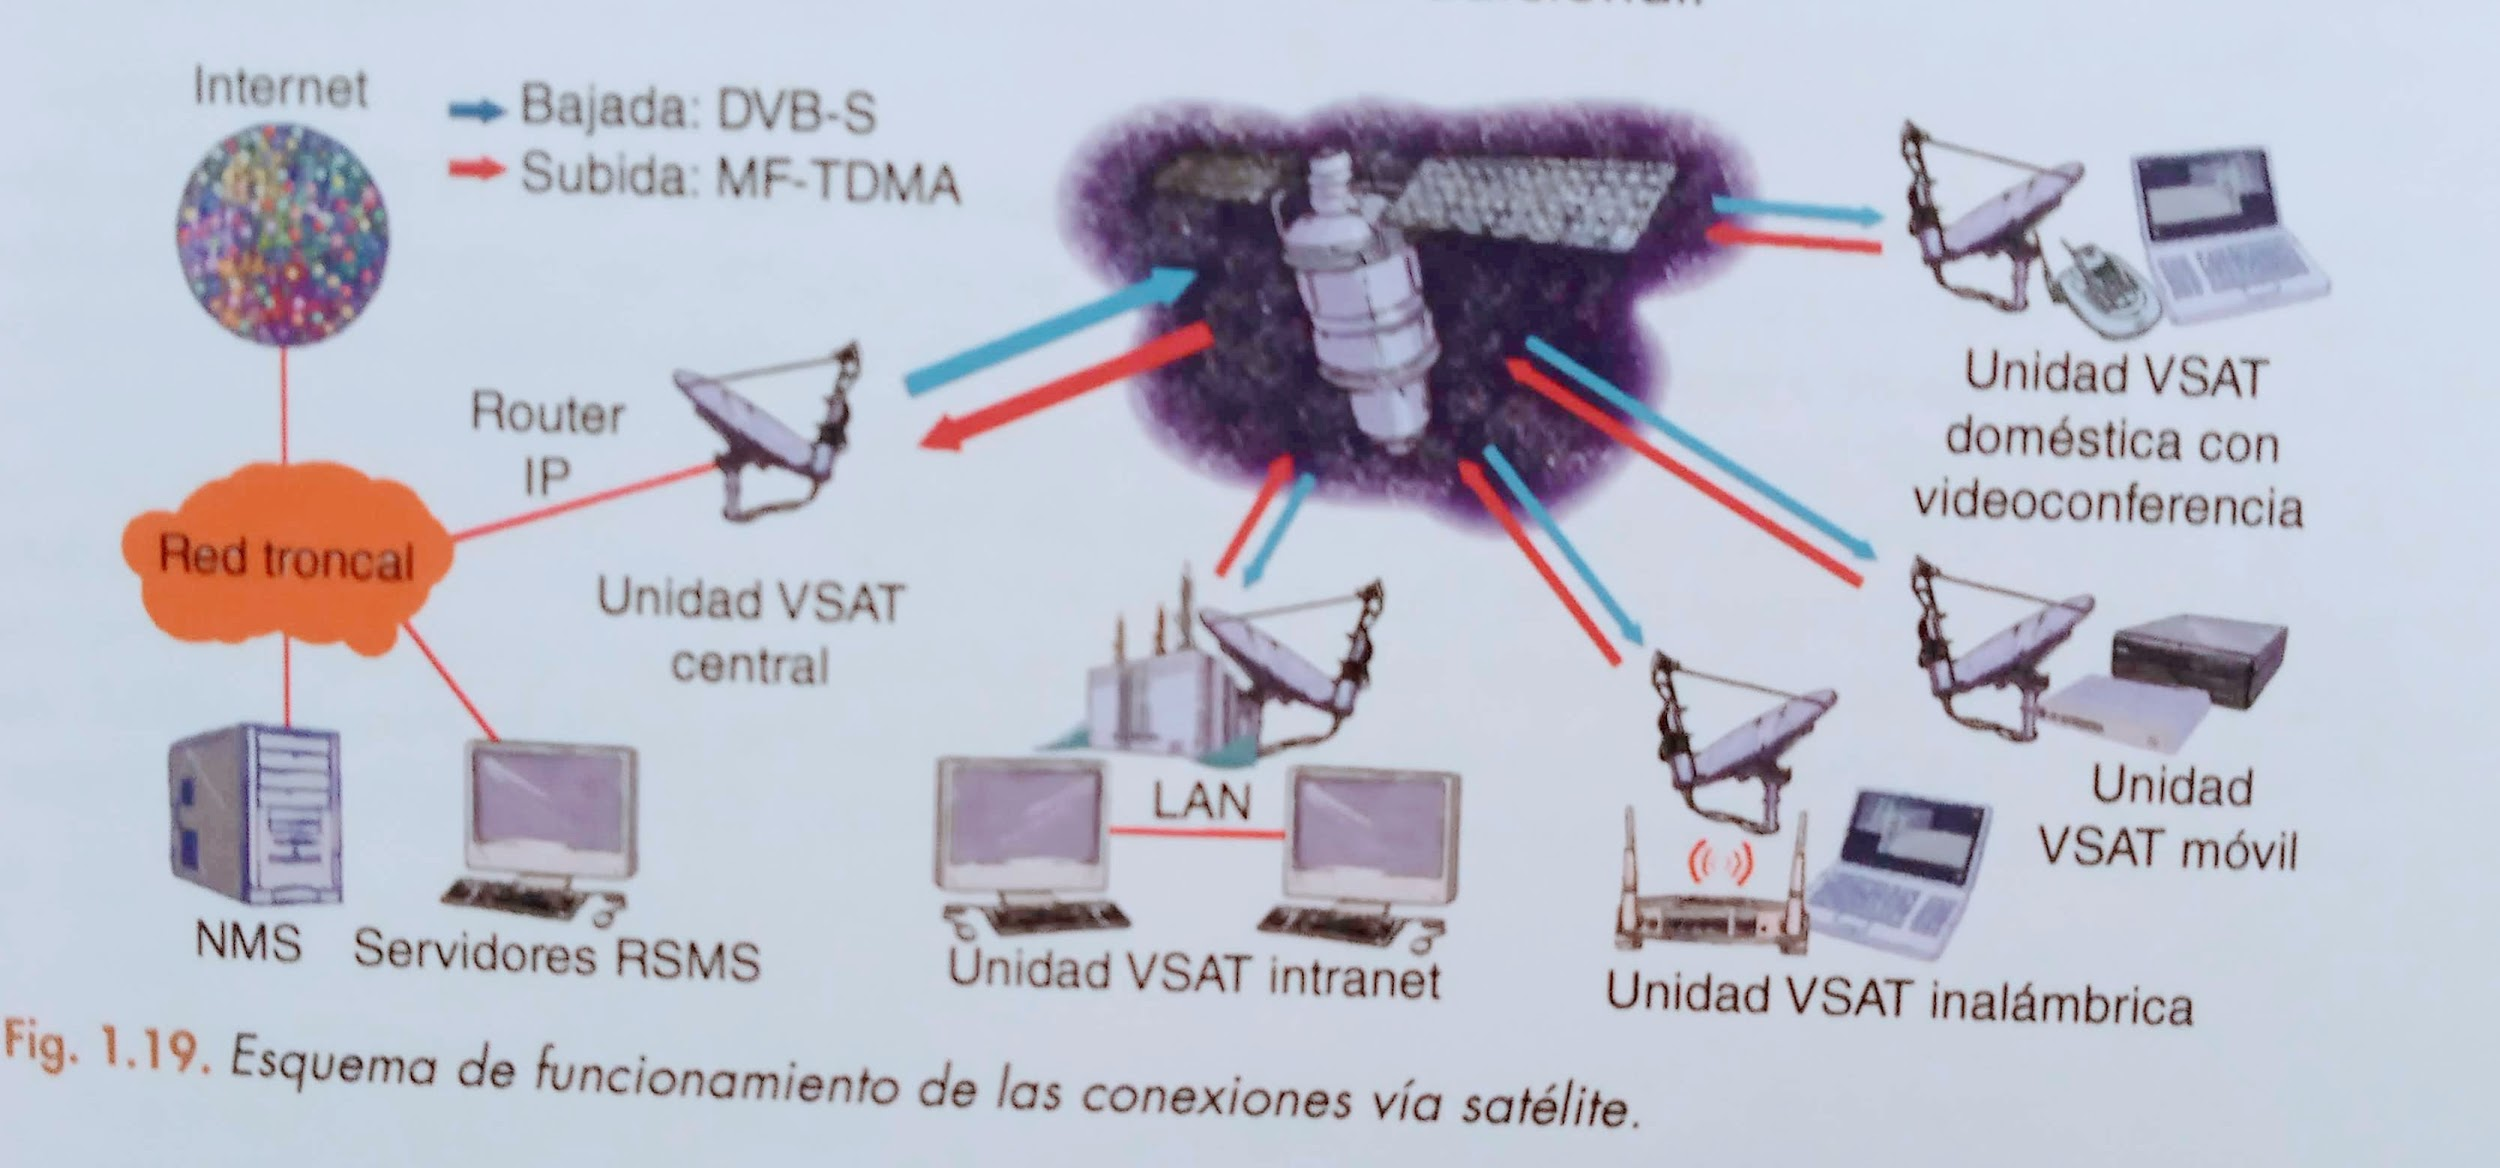 Internet
Bajada: DVB-S
Subida: MF-TDMA
Router
IP
Red troncal
Unidad VSAT
central
NMS
Servidores RSMS
LAN
Unidad VSAT intranet
Unidad VSAT
doméstica con
videoconferencia
Unidad
VSAT móvil
Unidad VSAT inalámbrica
Fig. 1.19. Esquema de funcionamiento de las conexiones vía satélite.